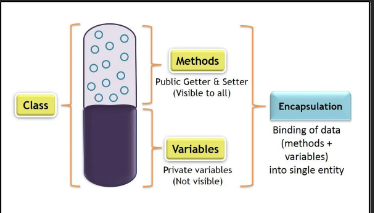 Class
Methods
Public Getter & Setter
(Visible to all)
Variables
Private variables
(Not visible)
Encapsulation
Binding of data
(methods +
variables)
into single entity